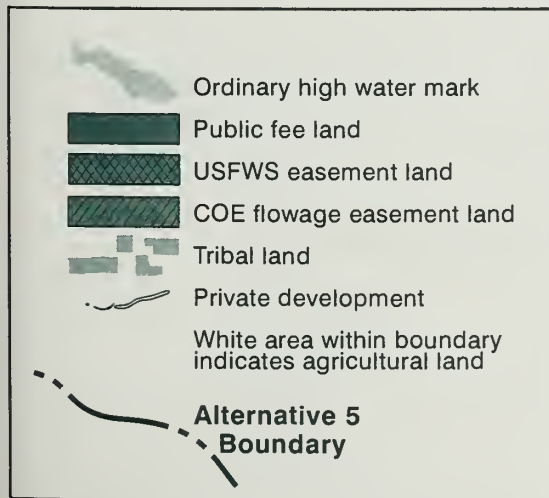 Ordinary high water mark
Public fee land
USFWS easement land
COE flowage easement land
Tribal land
Private development
White area within boundary
indicates agricultural land
Alternative 5
Boundary